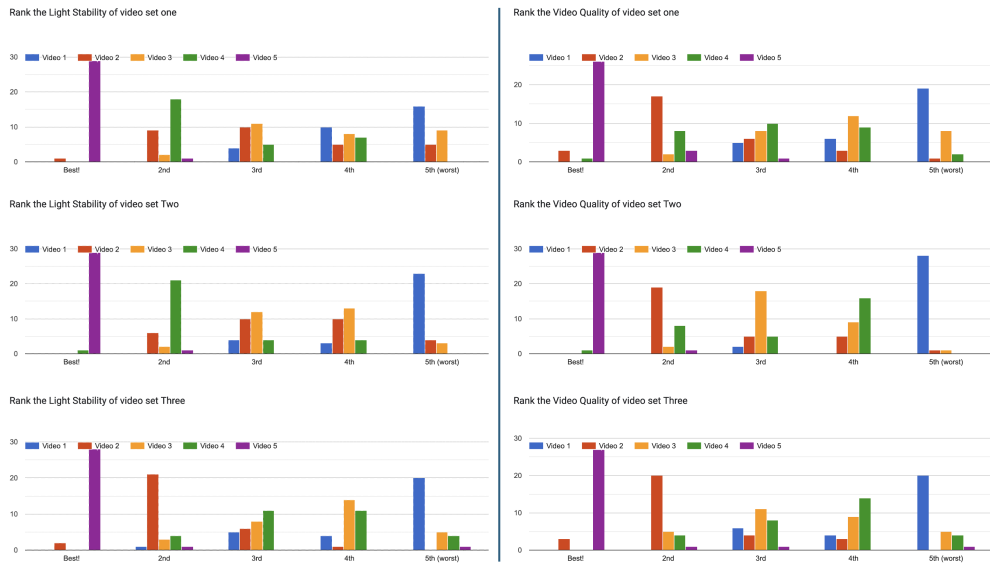 Rank the Light Stability of video set one
Video 1 Video 2 Video 3 Video 4 Video 5
30
20
10
0
Best! 2nd 3rd 4th 5th (worst)
Rank the Video Quality of video set one
Video 1 Video 2 Video 3 Video 4 Video 5
20
10
0
Best! 2nd 3rd 4th 5th (worst)
Rank the Light Stability of video set Two
Video 1 Video 2 Video 3 Video 4 Video 5
30
20
10
0
Best! 2nd 3rd 4th 5th (worst)
Rank the Video Quality of video set Two
Video 1 Video 2 Video 3 Video 4 Video 5
30
20
10
0
Best! 2nd 3rd 4th 5th (worst)
Rank the Light Stability of video set Three
Video 1 Video 2 Video 3 Video 4 Video 5
30
20
10
0
Best! 2nd 3rd 4th 5th (worst)
Rank the Video Quality of video set Three
Video 1 Video 2 Video 3 Video 4 Video 5
30
20
10
0
Best! 2nd 3rd 4th 5th (worst)